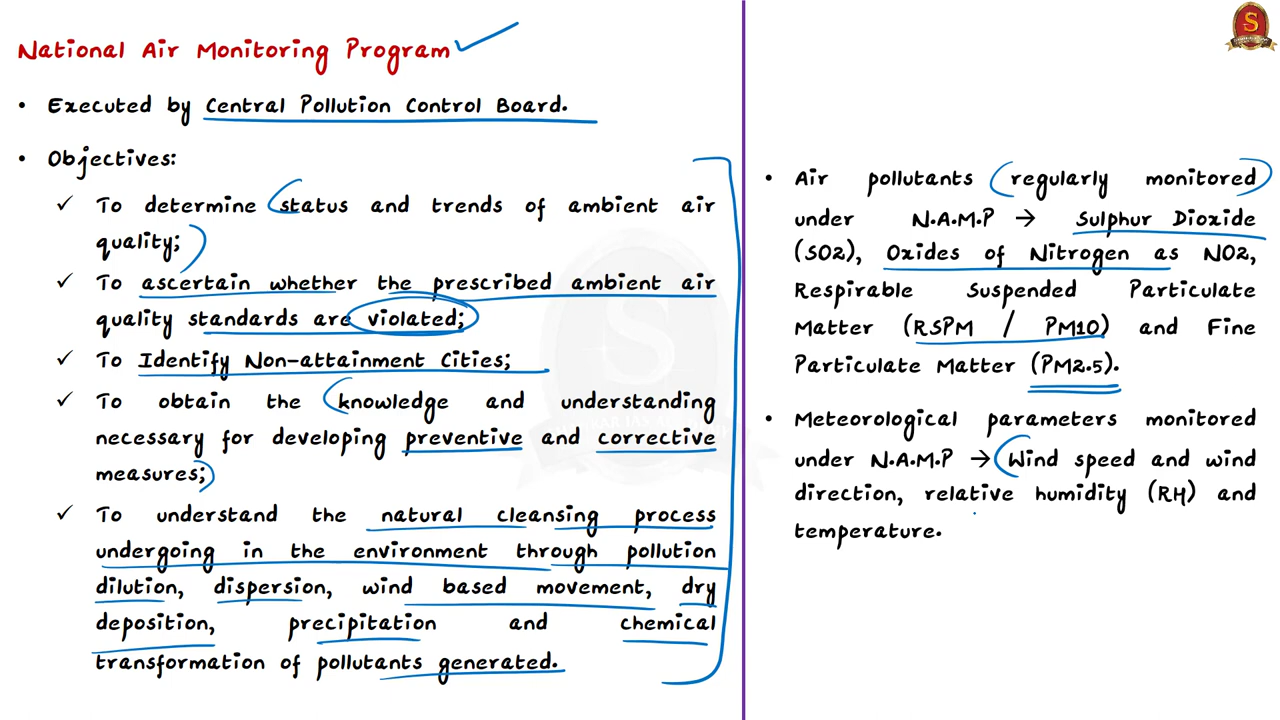 National Air Monitoring Program
• Executed by Central Pollution Control Board.
• Objectives:
✓ To determine status and trends of ambient air
quality;
✓ To ascertain whether the prescribed ambient air
quality standards are violated;
✓ To Identify Non-attainment Cities;
✓ To obtain the knowledge and understanding
necessary for developing preventive and corrective
measures;
✓ To understand the natural cleansing process
undergoing in the environment through pollution
dilution, dispersion, wind based movement, dry
deposition, precipitation and chemical
transformation of pollutants generated.
• Air pollutants regularly monitored
under N.A.M.P → Sulphur Dioxide
(SO2), Oxides of Nitrogen as NO2,
Respirable Suspended Particulate
Matter (RSPM / PM10) and Fine
Particulate Matter (PM2.5).
• Meteorological parameters monitored
under N.A.M.P → Wind speed and wind
direction, relative humidity (RH) and
temperature.
S